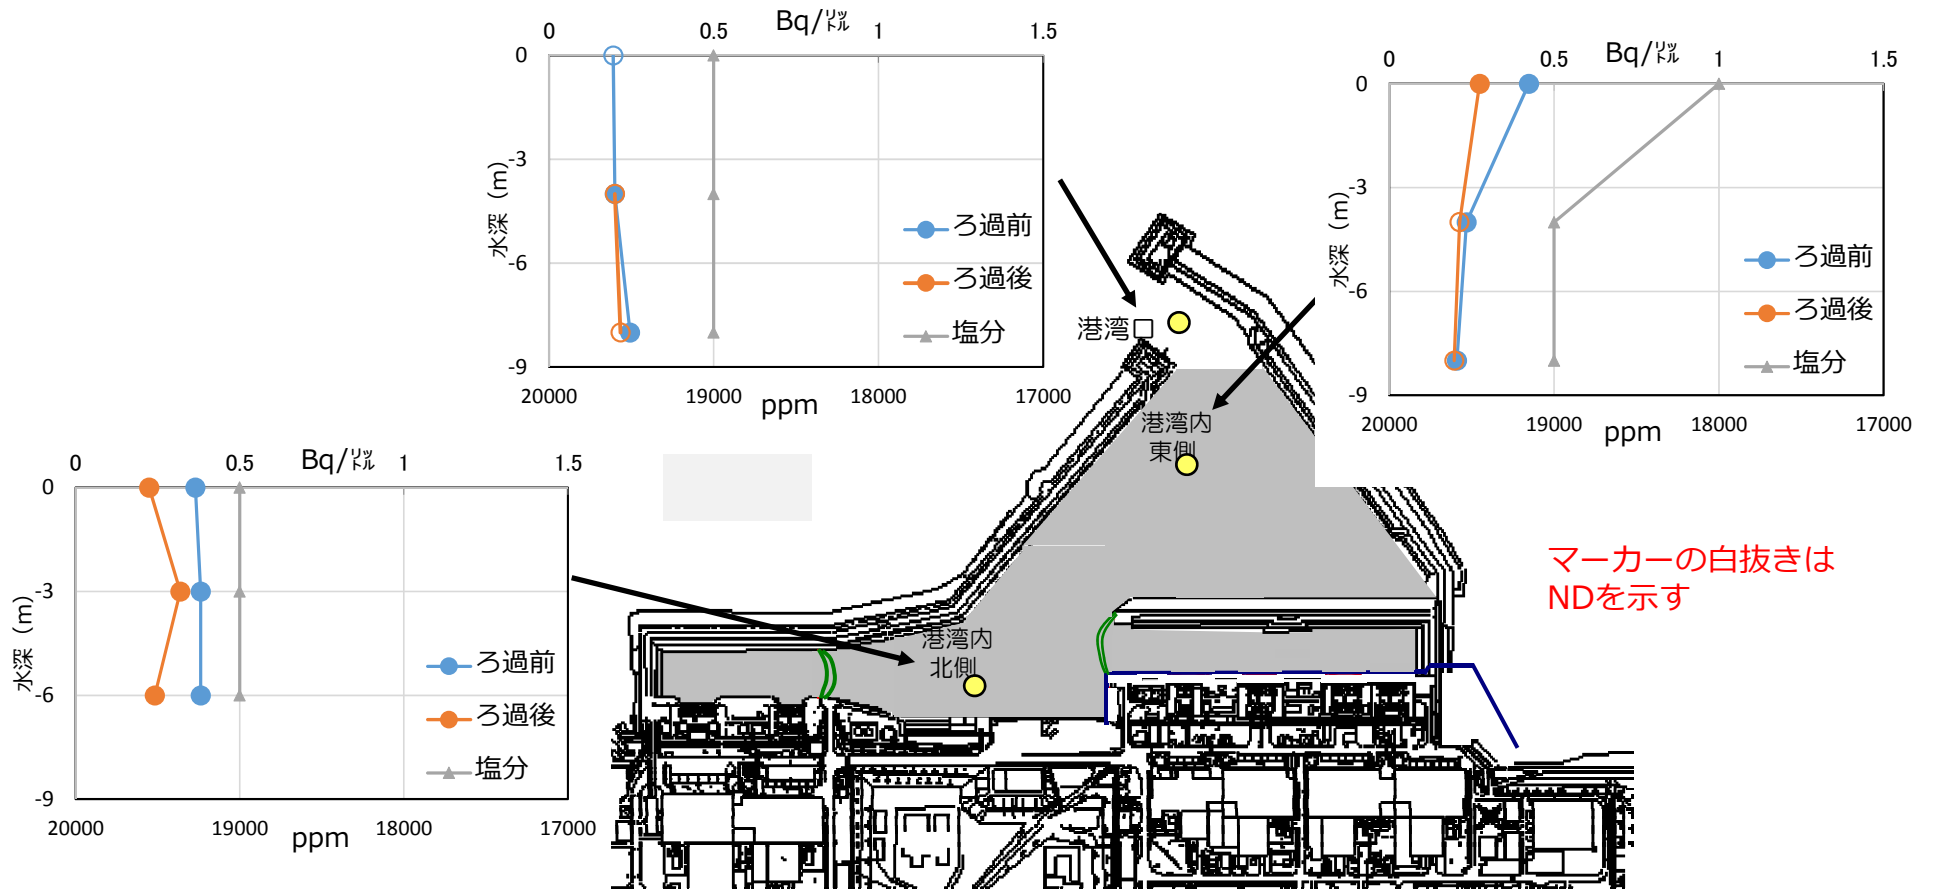 0
0.5
Bq/㍑
1
1.5
0
-3
-6
-9
水深（m）
ろ過前
ろ過後
塩分
20000
19000
ppm
18000
17000
0
0.5
Bq/㍑
1
1.5
0
-3
-6
-9
水深（m）
ろ過前
ろ過後
塩分
20000
19000
ppm
18000
17000
0
0.5
Bq/㍑
1
1.5
0
-3
-6
-9
水深（m）
ろ過前
ろ過後
塩分
20000
19000
ppm
18000
17000
港湾口
港湾内
東側
港湾内
北側
マーカーの白抜きは
NDを示す